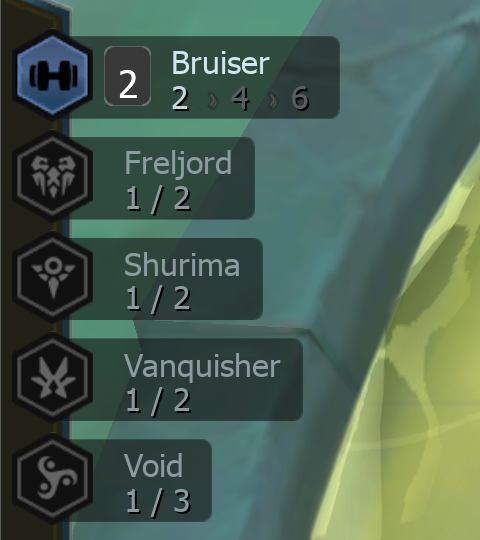 2
Bruiser
2 › 4 › 6
Freljord
1 / 2
Shurima
1 / 2
Vanquisher
1 / 2
Void
1 / 3